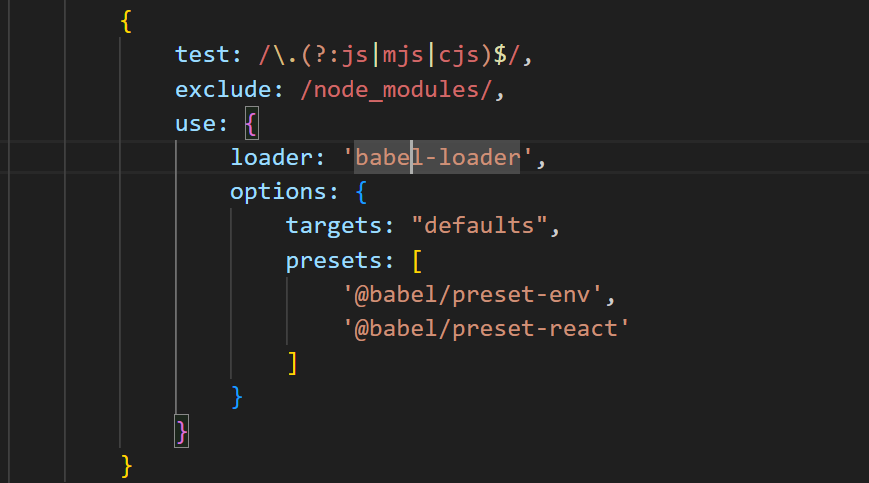 {
test: /\.(?:js|mjs|cjs)$/,
exclude: /node_modules/,
use: {
loader: 'babel-loader',
options: {
targets: "defaults",
presets: [
'@babel/preset-env',
'@babel/preset-react'
]
}
}
}